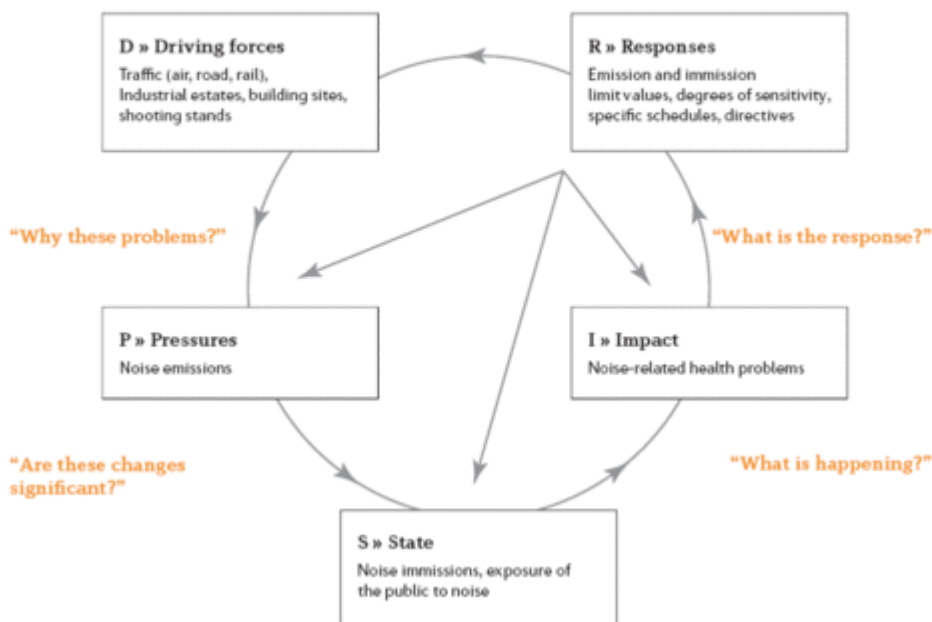 D » Driving forces
Traffic (air, road, rail),
Industrial estates, building sites,
shooting stands
R » Responses
Emission and immission
limit values, degrees of sensitivity,
specific schedules, directives
“Why these problems?”
“What is the response?”
P » Pressures
Noise emissions
I » Impact
Noise-related health problems
“Are these changes
significant?”
“What is happening?”
S » State
Noise immissions, exposure of
the public to noise